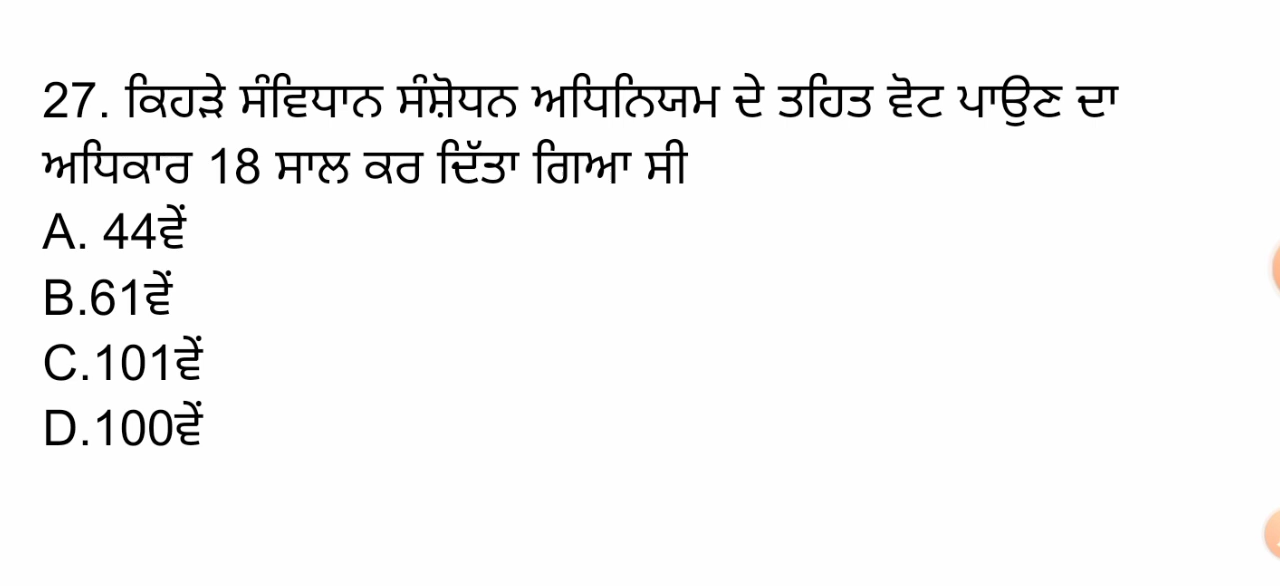 27. ਕਿਹੜੇ ਸੰਵਿਧਾਨ ਸੰਸ਼ੋਧਨ ਅਧਿਨਿਯਮ ਦੇ ਤਹਿਤ ਵੋਟ ਪਾਉਣ ਦਾ
ਅਧਿਕਾਰ 18 ਸਾਲ ਕਰ ਦਿੱਤਾ ਗਿਆ ਸੀ
A. 44ਵੇਂ
B.61ਵੇਂ
C.101ਵੇਂ
D.100ਵੇਂ